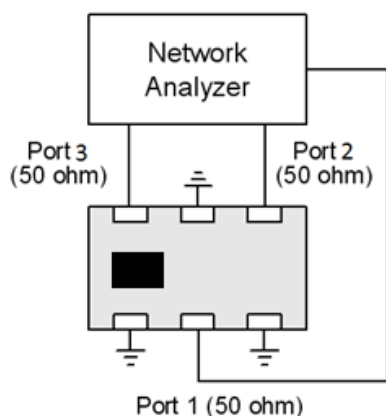 Network
Analyzer
Port 3
(50 ohm)
Port 2
(50 ohm)
Port 1 (50 ohm)